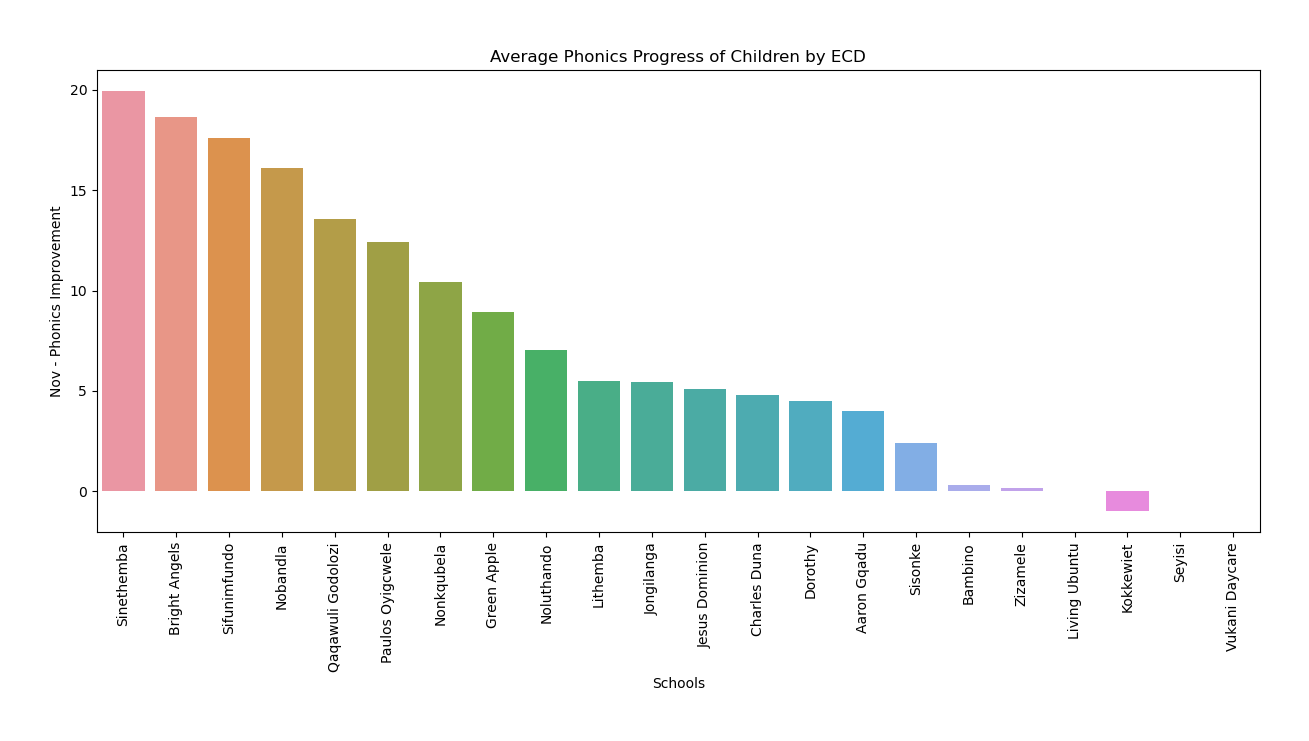 Average Phonics Progress of Children by ECD
Nov - Phonics Improvement
20
15
10
5
0
Sinethemba
Bright Angels
Sifunimfundo
Nobandla
Qaqawuli Godolozi
Paulos Oyigcwele
Nonkqubela
Green Apple
Noluthando
Lithemba
Jongilanga
Jesus Dominion
Charles Duna
Dorothy
Aaron Gqadu
Sisonke
Bambino
Zizamele
Living Ubuntu
Kokkewiet
Seyisi
Vukani Daycare
Schools